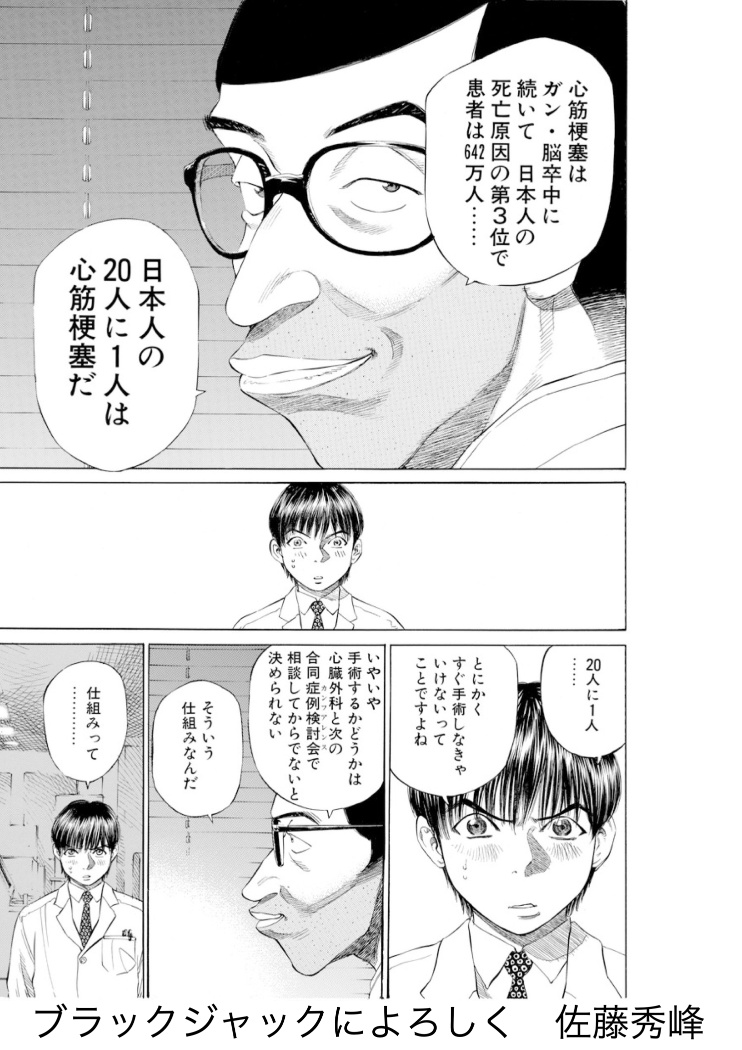 心筋梗塞は
ガン・脳卒中に
続いて 日本人の
死亡原因の第3位で
患者は642万人……
日本人の
20人に1人は
心筋梗塞だ
20人に1人
……
とにかく
すぐ手術しなきゃ
いけないって
ことですよね
いやいや
手術するかどうかは
心臓外科と次の
合同症例検討会で
カンファレンス
相談してからでないと
決められない
そういう
仕組みなんだ
仕組みって
…………
ブラックジャックによろしく 佐藤秀峰